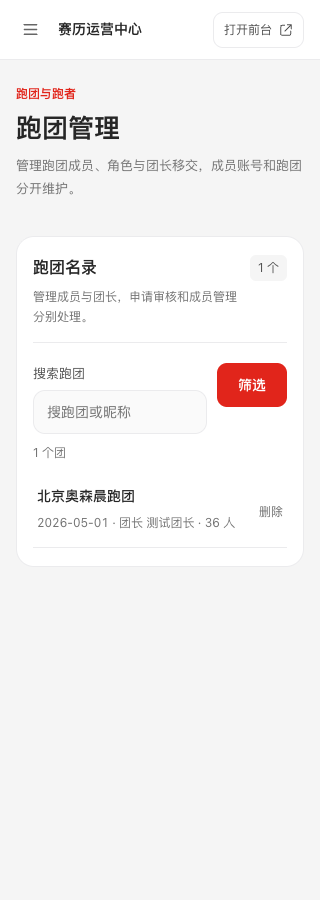 赛历运营中心
打开前台
跑团与跑者
跑团管理
管理跑团成员、角色与团长移交，成员账号和跑团
分开维护。
跑团名录
1 个
管理成员与团长，申请审核和成员管理
分别处理。
搜索跑团
搜跑团或昵称
筛选
1 个团
北京奥森晨跑团
2026-05-01 · 团长 测试团长 · 36 人
删除